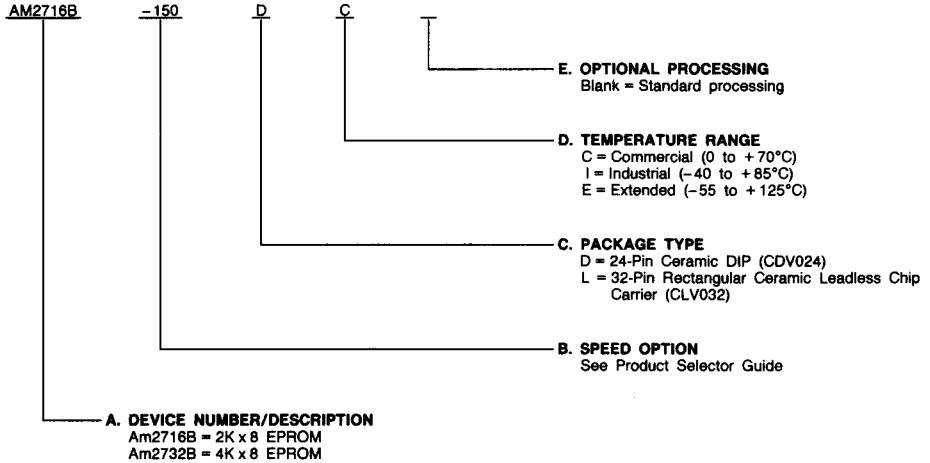 AM2716B -150 D C
E. OPTIONAL PROCESSING
Blank = Standard processing
D. TEMPERATURE RANGE
C = Commercial (0 to +70°C)
I = Industrial (-40 to +85°C)
E = Extended (-55 to +125°C)
C. PACKAGE TYPE
D = 24-Pin Ceramic DIP (CDV024)
L = 32-Pin Rectangular Ceramic Leadless Chip
Carrier (CLV032)
B. SPEED OPTION
See Product Selector Guide
A. DEVICE NUMBER/DESCRIPTION
Am2716B = 2K x 8 EPROM
Am2732B = 4K x 8 EPROM